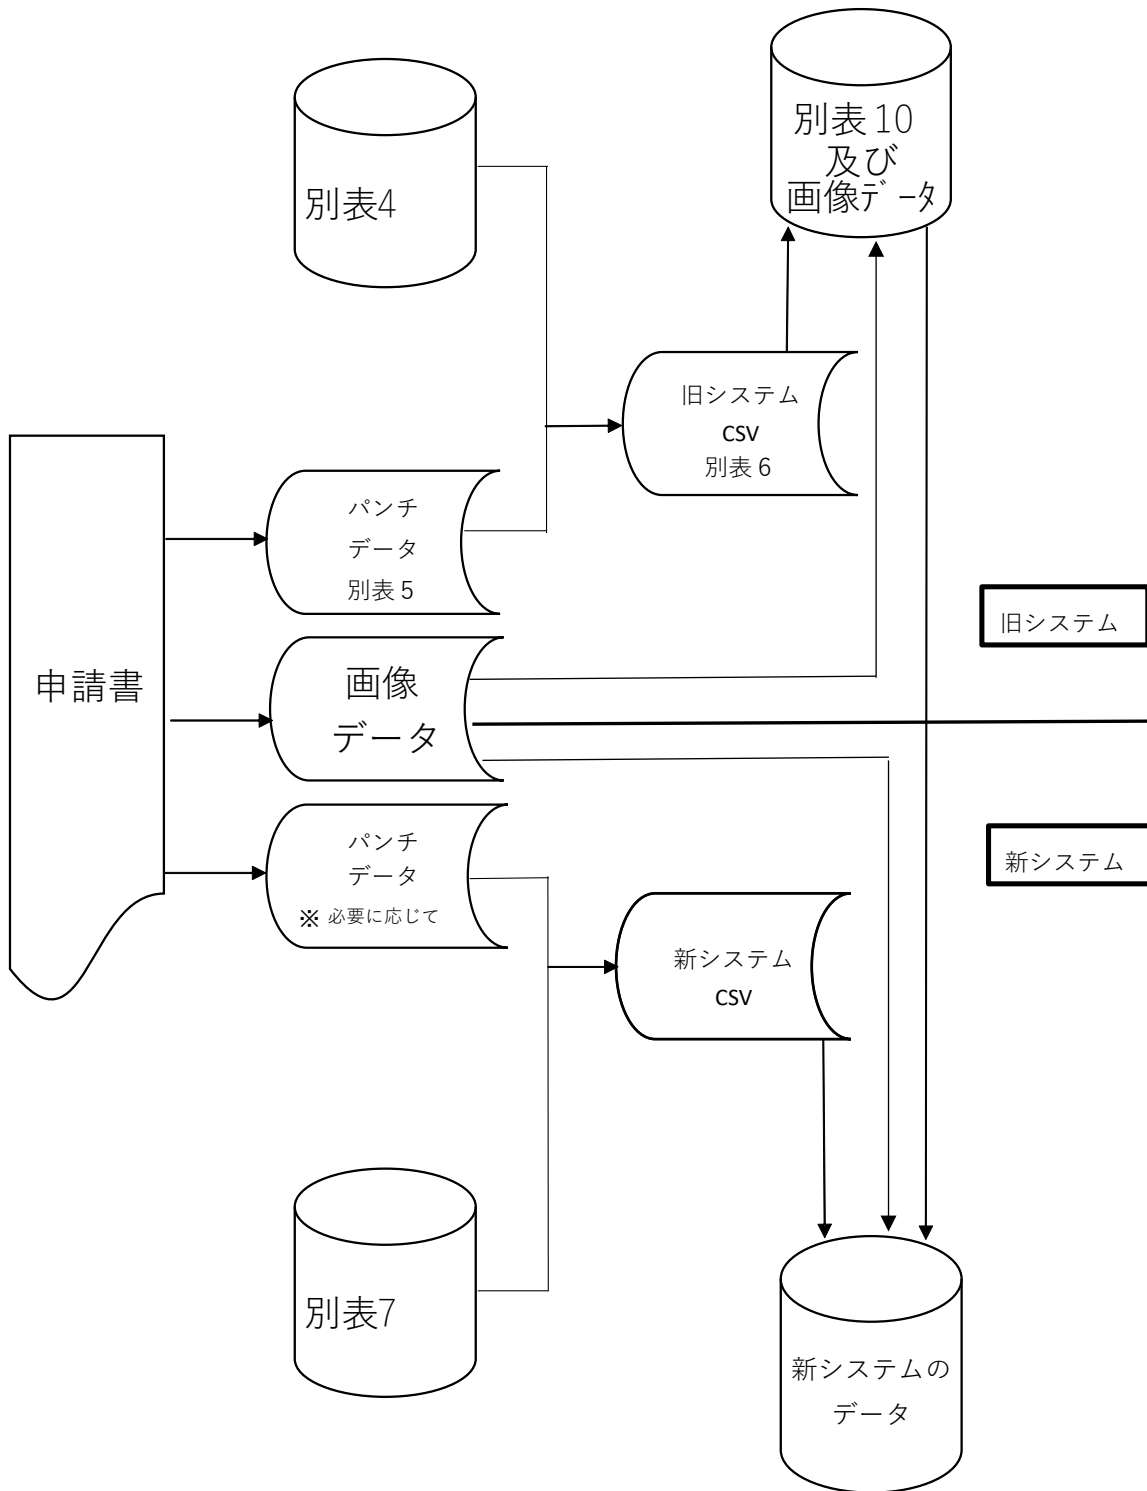 別表10
及び
画像ﾃﾞｰﾀ
別表4
旧システム
CSV
別表6
パンチ
データ
別表5
旧システム
申請書
画像
データ
パンチ
データ
※ 必要に応じて
新システム
新システム
CSV
別表7
新システムの
データ